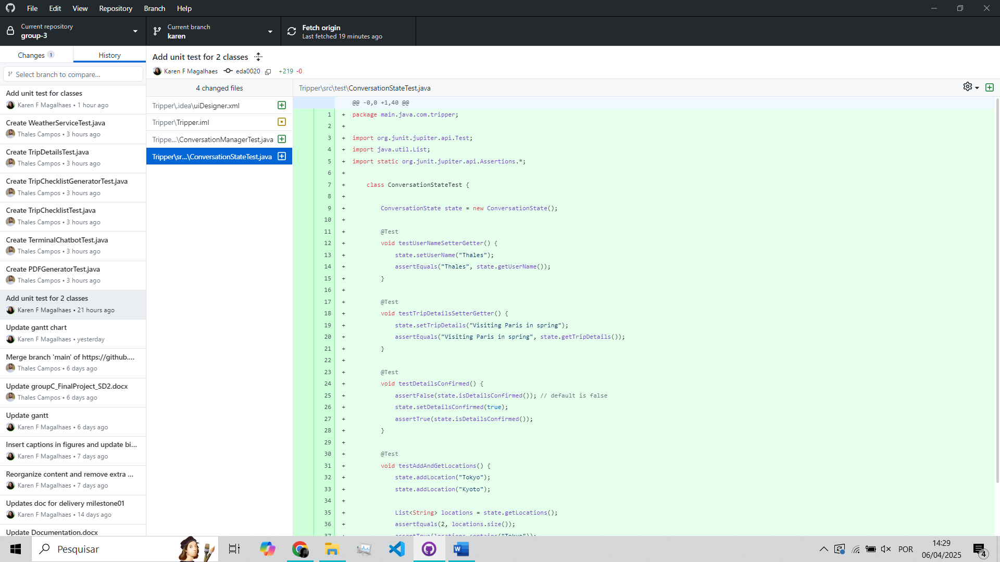 File Edit View Repository Branch Help
Current repository
group-3
Current branch
karen
Fetch origin
Last fetched 19 minutes ago
Changes 1
History
Select branch to compare...
Add unit test for classes
Karen F Magalhaes • 1 hour ago
Create WeatherServiceTest.java
Thales Campos • 3 hours ago
Create TripDetailsTest.java
Thales Campos • 3 hours ago
Create TripChecklistGeneratorTest.java
Thales Campos • 3 hours ago
Create TripChecklistTest.java
Thales Campos • 3 hours ago
Create TerminalChatbotTest.java
Thales Campos • 3 hours ago
Create PDFGeneratorTest.java
Thales Campos • 3 hours ago
Add unit test for 2 classes
Karen F Magalhaes • 21 hours ago
Update gantt chart
Karen F Magalhaes • yesterday
Merge branch 'main' of https://github....
Thales Campos • 6 days ago
Update groupC_FinalProject_SD2.docx
Thales Campos • 6 days ago
Update gantt
Karen F Magalhaes • 6 days ago
Insert captions in figures and update bi...
Karen F Magalhaes • 7 days ago
Reorganize content and remove extra ...
Karen F Magalhaes • 7 days ago
Updates doc for delivery milestone01
Karen F Magalhaes • 14 days ago
Update Documentation.docx
Add unit test for 2 classes
Karen F Magalhaes eda0020 +219 -0
4 changed files
Tripper\.idea\uiDesigner.xml
Tripper\Tripper.iml
Trippe...\ConversationManagerTest.java
Tripper\sr...\ConversationStateTest.java
Tripper\src\test\ConversationStateTest.java
@@ -0,0 +1,40 @@
1 + package main.java.com.tripper;
2 +
3 + import org.junit.jupiter.api.Test;
4 + import java.util.List;
5 + import static org.junit.jupiter.api.Assertions.*;
6 +
7 + class ConversationStateTest {
8 +
9 + ConversationState state = new ConversationState();
10 +
11 + @Test
12 + void testUserNameSetterGetter() {
13 + state.setUserName("Thales");
14 + assertEquals("Thales", state.getUserName());
15 + }
16 +
17 + @Test
18 + void testTripDetailsSetterGetter() {
19 + state.setTripDetails("Visiting Paris in spring");
20 + assertEquals("Visiting Paris in spring", state.getTripDetails());
21 + }
22 +
23 + @Test
24 + void testDetailsConfirmed() {
25 + assertFalse(state.isDetailsConfirmed()); // default is false
26 + state.setDetailsConfirmed(true);
27 + assertTrue(state.isDetailsConfirmed());
28 + }
29 +
30 + @Test
31 + void testAddAndGetLocations() {
32 + state.addLocation("Tokyo");
33 + state.addLocation("Kyoto");
34 +
35 + List<String> locations = state.getLocations();
36 + assertEquals(2, locations.size());
37 + assertTrue(locations.contains("Tokyo"));
Pesquisar
POR
14:29
06/04/2025
4